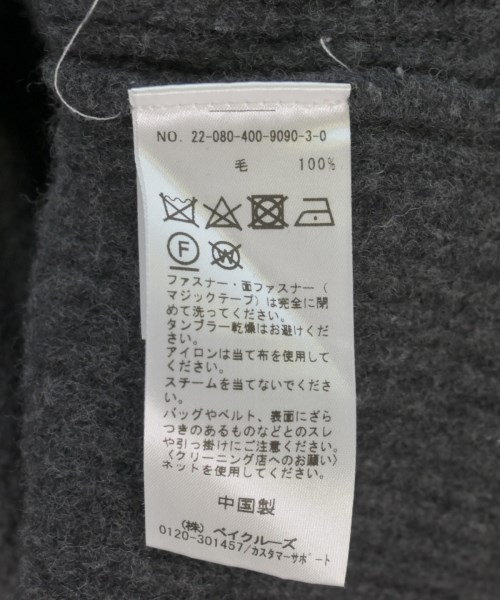 NO. 22-080-400-9090-3-0
毛 100%
F W
ファスナー・面ファスナー（
マジックテープ）は完全に閉
めて洗ってください。
タンブラー乾燥はお避けくだ
さい。
アイロンは当て布を使用して
ください。
スチームを当てないでくださ
い。
バッグやベルト、表面にざら
つきのあるものなどとのスレ
や引っ掛けにご注意ください。
〈クリーニング店へのお願い〉
ネットを使用してください。
中国製
（株）ベイクルーズ
0120-301457/カスタマーサポート